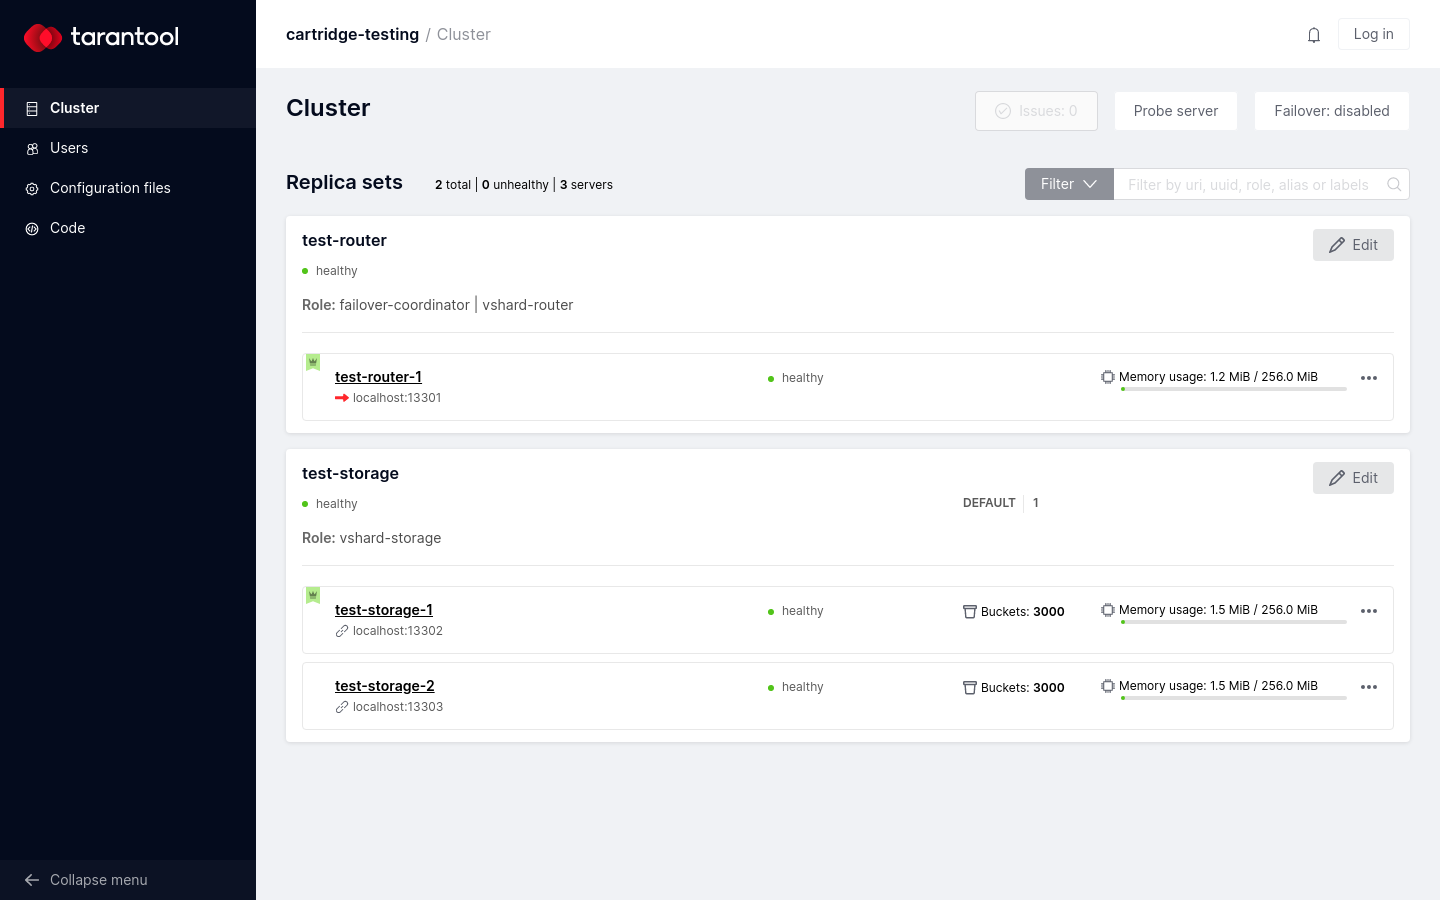 tarantool
Cluster
Users
Configuration files
Code
Collapse menu
cartridge-testing / Cluster
Log in
Cluster
Issues: 0
Probe server
Failover: disabled
Replica sets
2 total | 0 unhealthy | 3 servers
Filter
Filter by uri, uuid, role, alias or labels
test-router
Edit
healthy
Role: failover-coordinator | vshard-router
test-router-1
localhost:13301
healthy
Memory usage: 1.2 MiB / 256.0 MiB
test-storage
Edit
healthy
DEFAULT 1
Role: vshard-storage
test-storage-1
localhost:13302
healthy
Buckets: 3000
Memory usage: 1.5 MiB / 256.0 MiB
test-storage-2
localhost:13303
healthy
Buckets: 3000
Memory usage: 1.5 MiB / 256.0 MiB